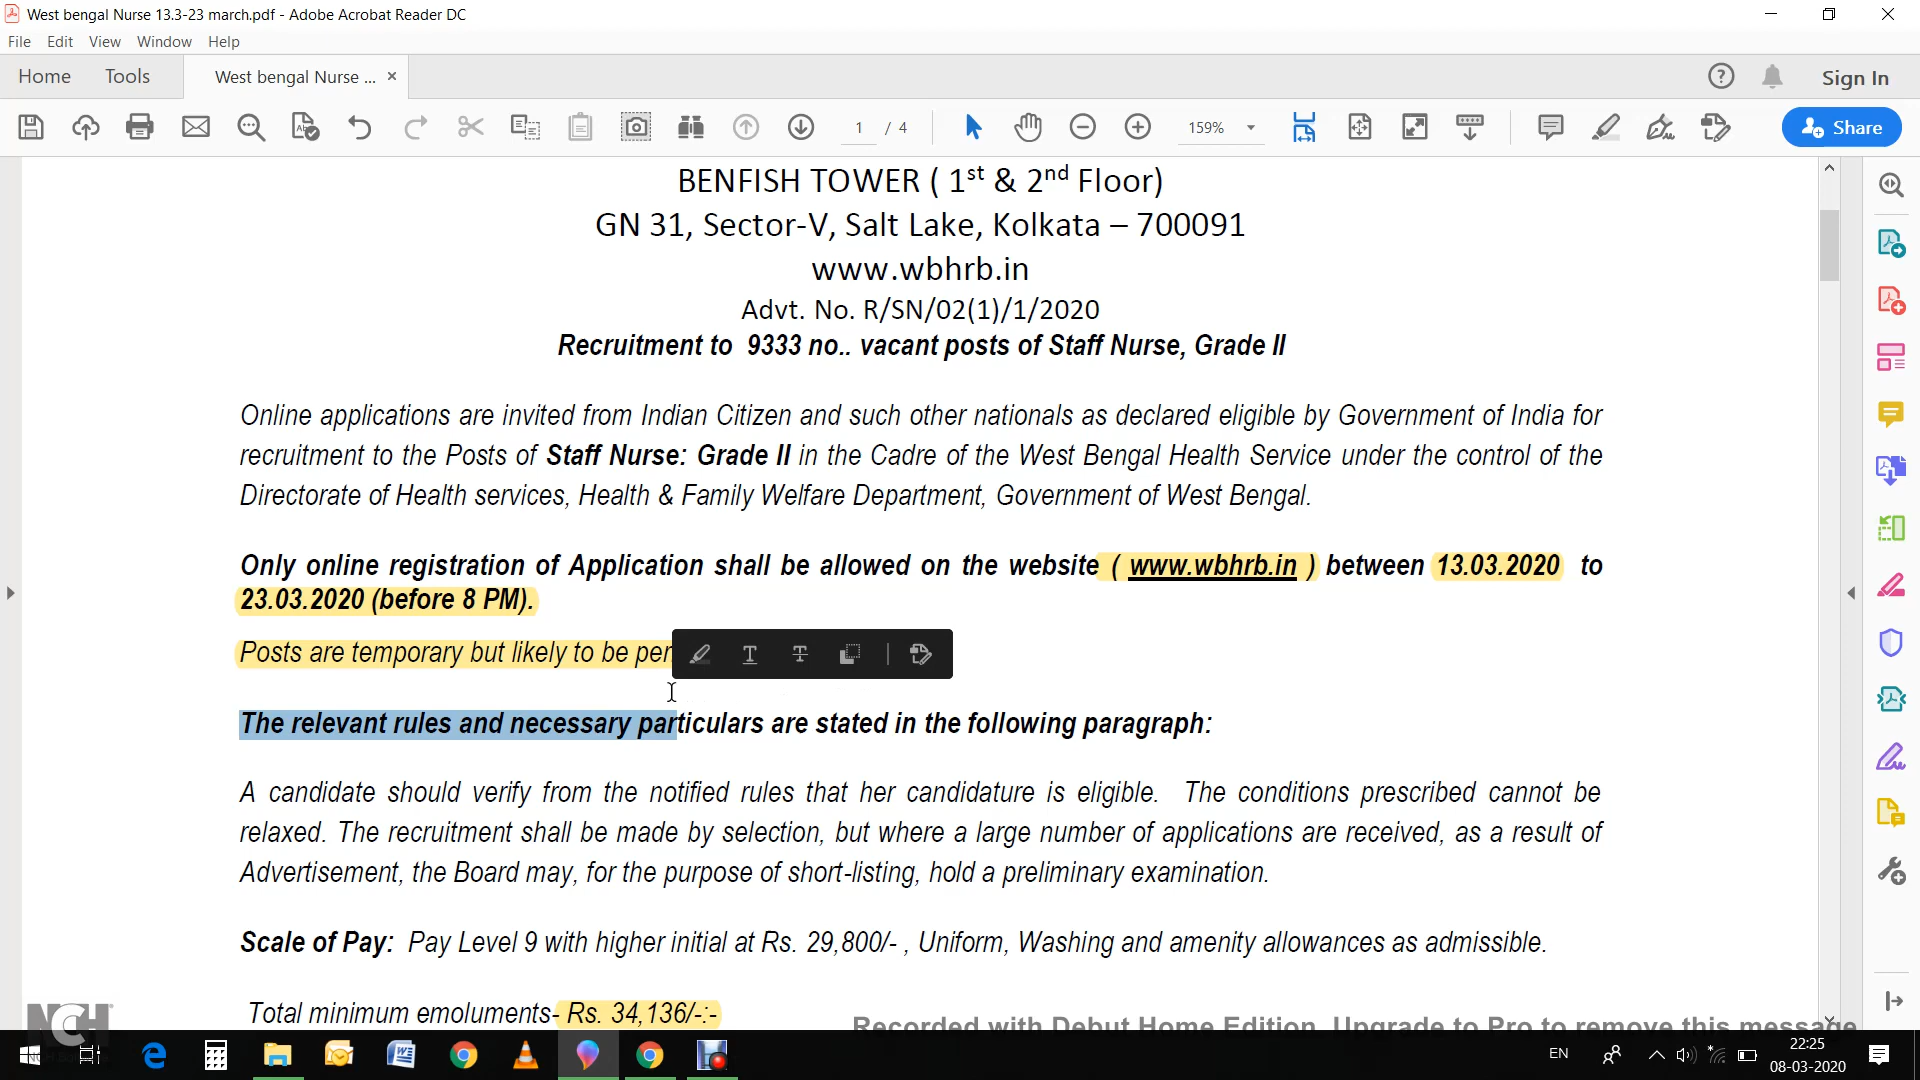 West bengal Nurse 13.3-23 march.pdf - Adobe Acrobat Reader DC
File Edit View Window Help
Home Tools West bengal Nurse ... × Sign In
1 / 4 159% Share
BENFISH TOWER ( 1st & 2nd Floor)
GN 31, Sector-V, Salt Lake, Kolkata – 700091
www.wbhrb.in
Advt. No. R/SN/02(1)/1/2020
Recruitment to 9333 no.. vacant posts of Staff Nurse, Grade II
Online applications are invited from Indian Citizen and such other nationals as declared eligible by Government of India for
recruitment to the Posts of Staff Nurse: Grade II in the Cadre of the West Bengal Health Service under the control of the
Directorate of Health services, Health & Family Welfare Department, Government of West Bengal.
Only online registration of Application shall be allowed on the website ( www.wbhrb.in ) between 13.03.2020 to
23.03.2020 (before 8 PM).
Posts are temporary but likely to be
The relevant rules and necessary particulars are stated in the following paragraph:
A candidate should verify from the notified rules that her candidature is eligible. The conditions prescribed cannot be
relaxed. The recruitment shall be made by selection, but where a large number of applications are received, as a result of
Advertisement, the Board may, for the purpose of short-listing, hold a preliminary examination.
Scale of Pay: Pay Level 9 with higher initial at Rs. 29,800/- , Uniform, Washing and amenity allowances as admissible.
Total minimum emoluments- Rs. 34,136/-:-
NCH Recorded with Debut Home Edition. Upgrade to Pro to remove this message
EN 22:25
08-03-2020